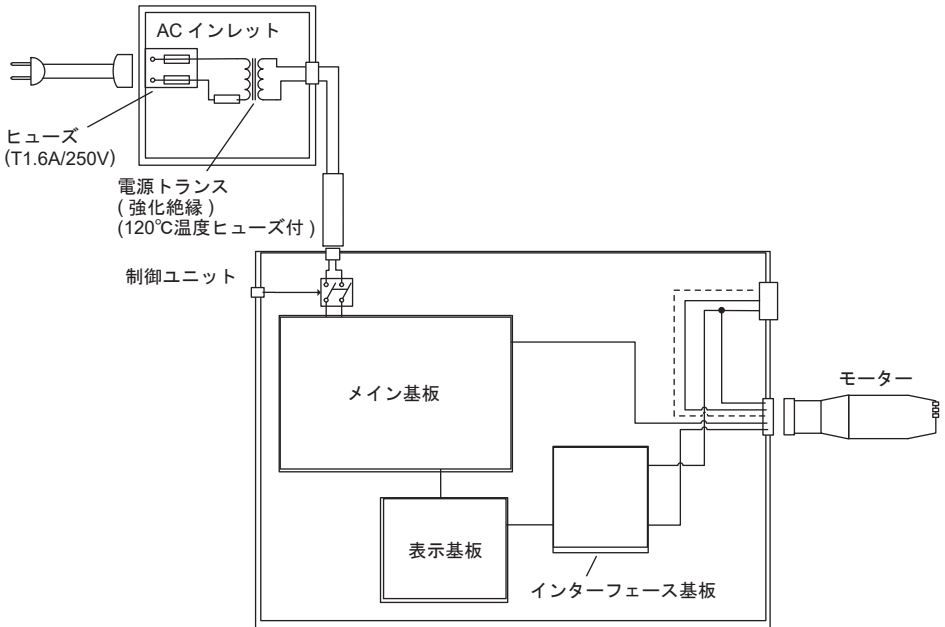 AC インレット
ヒューズ
(T1.6A/250V)
電源トランス
( 強化絶縁 )
(120℃温度ヒューズ付 )
制御ユニット
メイン基板
モーター
表示基板
インターフェース基板